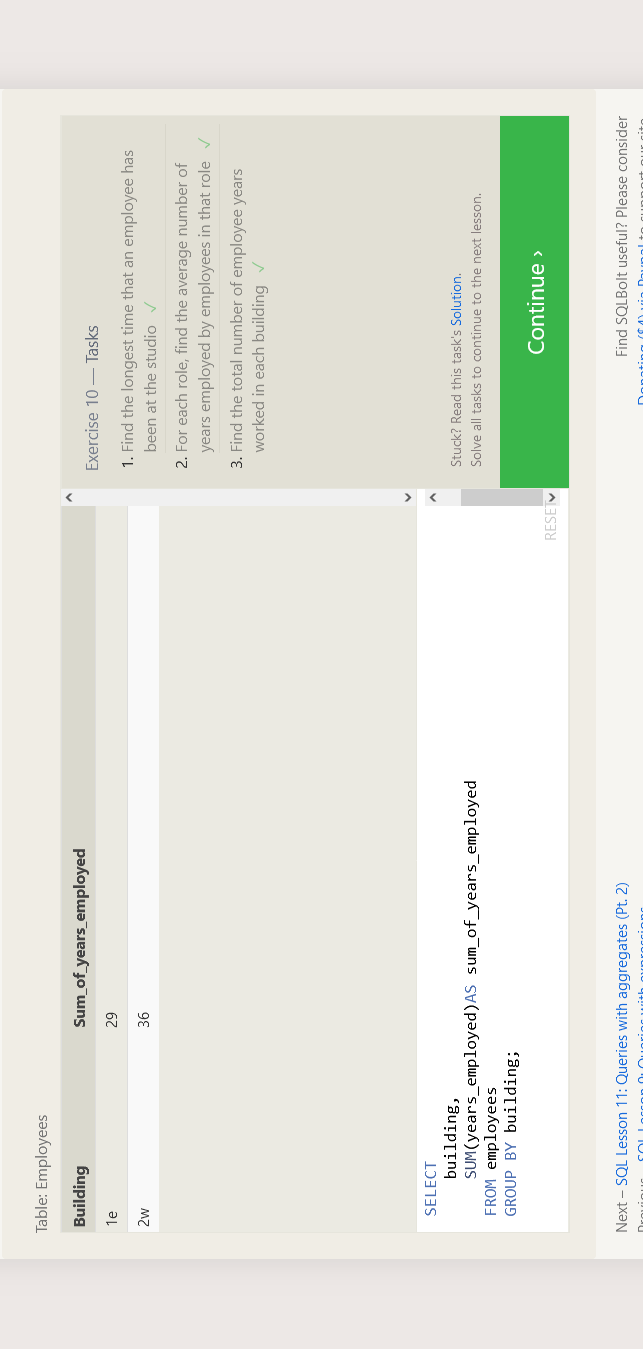 Table: Employees
Building Sum_of_years_employed
1e 29
2w 36
Exercise 10 — Tasks
1. Find the longest time that an employee has
been at the studio ✓
2. For each role, find the average number of
years employed by employees in that role ✓
3. Find the total number of employee years
worked in each building ✓
SELECT
building,
SUM(years_employed)AS sum_of_years_employed
FROM employees
GROUP BY building;
RESET
Stuck? Read this task's Solution.
Solve all tasks to continue to the next lesson.
Continue ›
Next – SQL Lesson 11: Queries with aggregates (Pt. 2)
Previous – SQL Lesson 9: Queries with expressions
Find SQLBolt useful? Please consider
Donating ($4) via Paypal to support our site